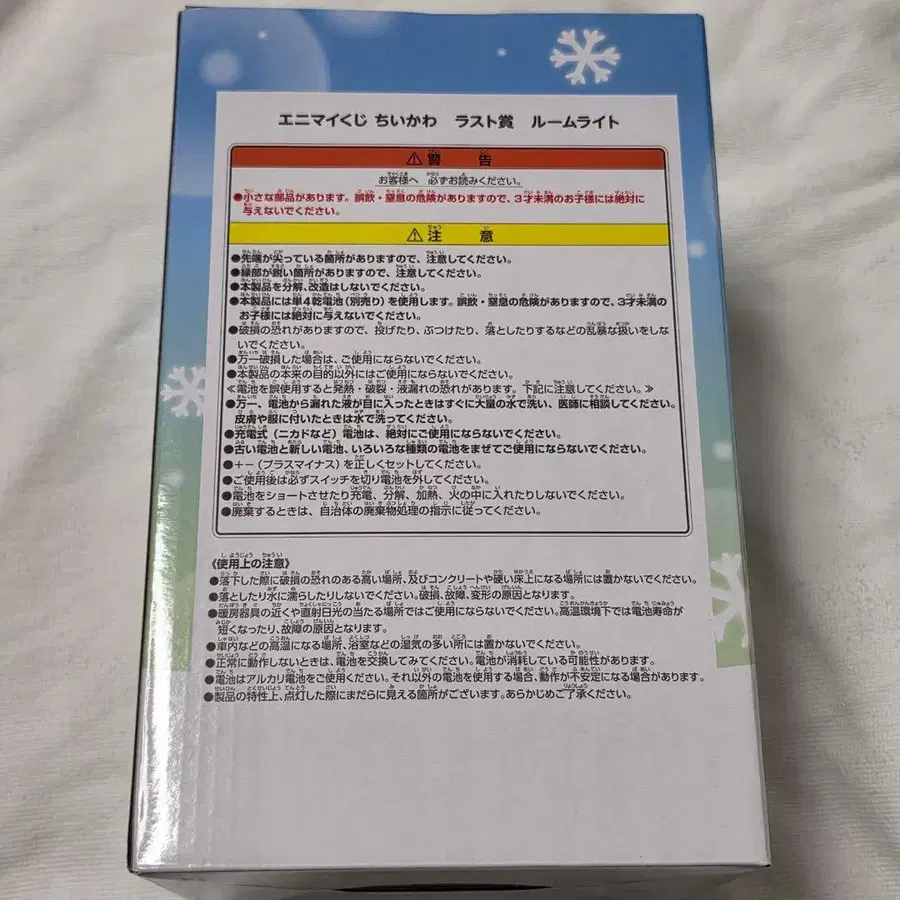 エニマイくじ ちいかわ　ラスト賞　ルームライト
⚠警　告
お客様へ 必ずお読みください。
●小さな部品があります。誤飲・窒息の危険がありますので、3才未満のお子様には絶対に
与えないでください。
⚠注　意
●先端が尖っている箇所がありますので、注意してください。
●縁部が鋭い箇所がありますので、注意してください。
●本製品を分解、改造はしないでください。
●本製品には単4乾電池(別売り)を使用します。誤飲・窒息の危険がありますので、3才未満の
お子様には絶対に与えないでください。
●破損の恐れがありますので、投げたり、ぶつけたり、落としたりするなどの乱暴な扱いをしな
いでください。
●万一破損した場合は、ご使用にならないでください。
●本製品の本来の目的以外にはご使用にならないでください。
≪電池を誤使用すると発熱・破裂・液漏れの恐れがあります。下記に注意してください。≫
●万一、電池から漏れた液が目に入ったときはすぐに大量の水で洗い、医師に相談してください。
皮膚や服に付いたときは水で洗ってください。
●充電式(ニカドなど)電池は、絶対にご使用にならないでください。
●古い電池と新しい電池、いろいろな種類の電池をまぜてご使用にならないでください。
●＋－(プラスマイナス)を正しくセットしてください。
●ご使用後は必ずスイッチを切り電池を外してください。
●電池をショートさせたり充電、分解、加熱、火の中に入れたりしないでください。
●廃棄するときは、自治体の廃棄物処理の指示に従ってください。
《使用上の注意》
●落下した際に破損の恐れのある高い場所、及びコンクリートや硬い床上になる場所には置かないでください。
●落としたり水に濡らしたりしないでください。破損、故障、変形の原因となります。
●暖房器具の近くや直射日光の当たる場所ではご使用にならないでください。高温環境下では電池寿命が
短くなったり、故障の原因となります。
●車内などの高温になる場所、浴室などの湿気の多い所には置かないでください。
●正常に動作しないときは、電池を交換してみてください。電池が消耗している可能性があります。
●電池はアルカリ電池をご使用ください。それ以外の電池を使用する場合、動作が不安定になる場合があります。
●製品の特性上、点灯した際にまだらに見える箇所がございます。あらかじめご了承ください。